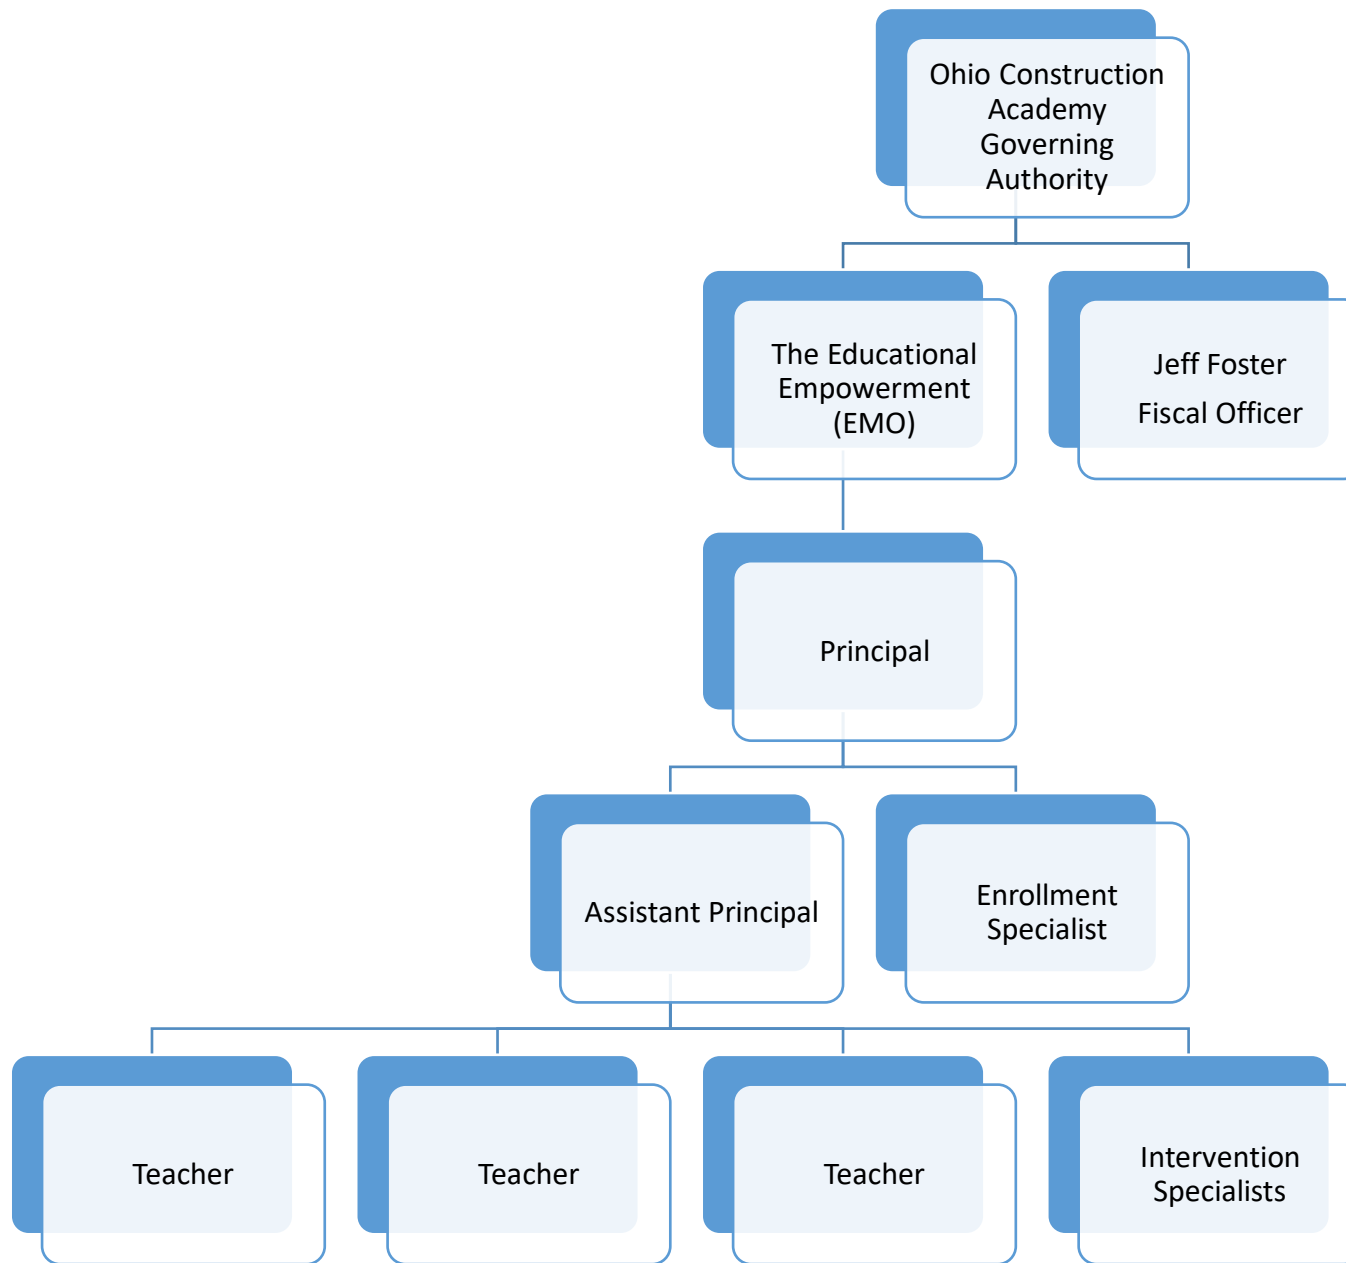 Ohio Construction
Academy
Governing
Authority
The Educational
Empowerment
(EMO)
Jeff Foster
Fiscal Officer
Principal
Assistant Principal
Enrollment
Specialist
Teacher
Teacher
Teacher
Intervention
Specialists